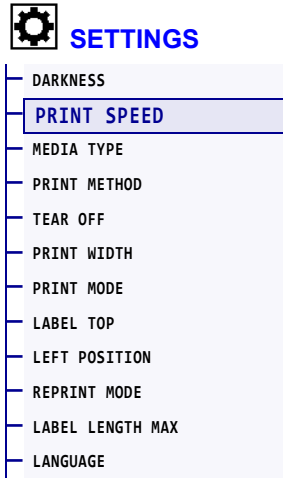 SETTINGS
DARKNESS
PRINT SPEED
MEDIA TYPE
PRINT METHOD
TEAR OFF
PRINT WIDTH
PRINT MODE
LABEL TOP
LEFT POSITION
REPRINT MODE
LABEL LENGTH MAX
LANGUAGE